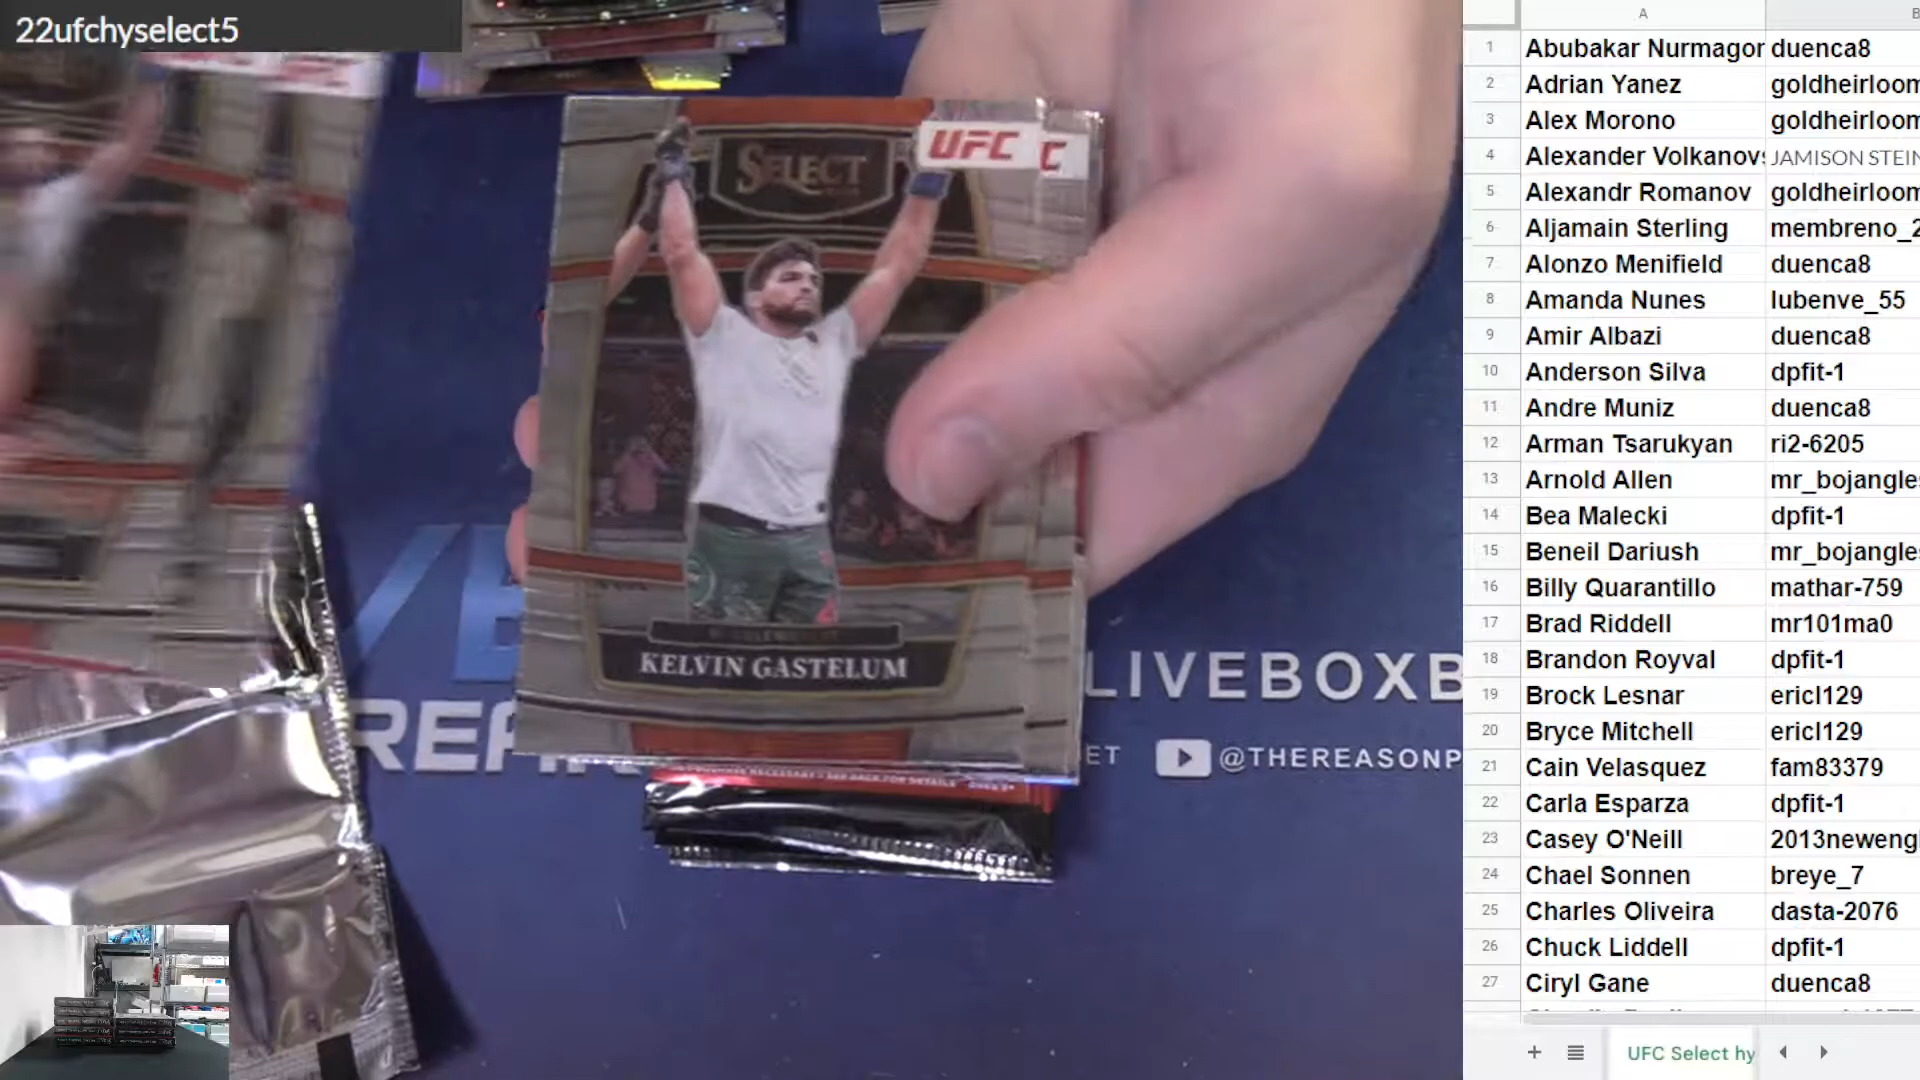 22ufchyselect5
UFC
C
SELECT
KELVIN GASTELUM
LIVEBOXB
REA
ET
@THEREASONP
A B
1 Abubakar Nurmagor duenca8
2 Adrian Yanez goldheirloom
3 Alex Morono goldheirloom
4 Alexander Volkanovs JAMISON STEIN
5 Alexandr Romanov goldheirloom
6 Aljamain Sterling membreno_2
7 Alonzo Menifield duenca8
8 Amanda Nunes lubenve_55
9 Amir Albazi duenca8
10 Anderson Silva dpfit-1
11 Andre Muniz duenca8
12 Arman Tsarukyan ri2-6205
13 Arnold Allen mr_bojangles
14 Bea Malecki dpfit-1
15 Beneil Dariush mr_bojangles
16 Billy Quarantillo mathar-759
17 Brad Riddell mr101ma0
18 Brandon Royval dpfit-1
19 Brock Lesnar ericl129
20 Bryce Mitchell ericl129
21 Cain Velasquez fam83379
22 Carla Esparza dpfit-1
23 Casey O'Neill 2013newengl
24 Chael Sonnen breye_7
25 Charles Oliveira dasta-2076
26 Chuck Liddell dpfit-1
27 Ciryl Gane duenca8
UFC Select hy